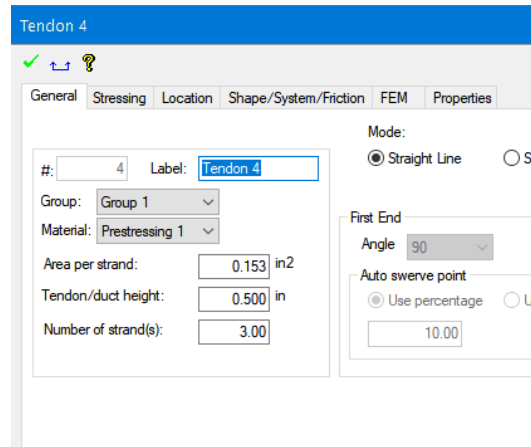 Tendon 4
General Stressing Location Shape/System/Friction FEM Properties
Mode:
Straight Line
#: 4 Label: Tendon 4
Group: Group 1
Material: Prestressing 1
Area per strand: 0.153 in2
Tendon/duct height: 0.500 in
Number of strand(s): 3.00
First End
Angle 90
Auto swerve point
Use percentage
10.00